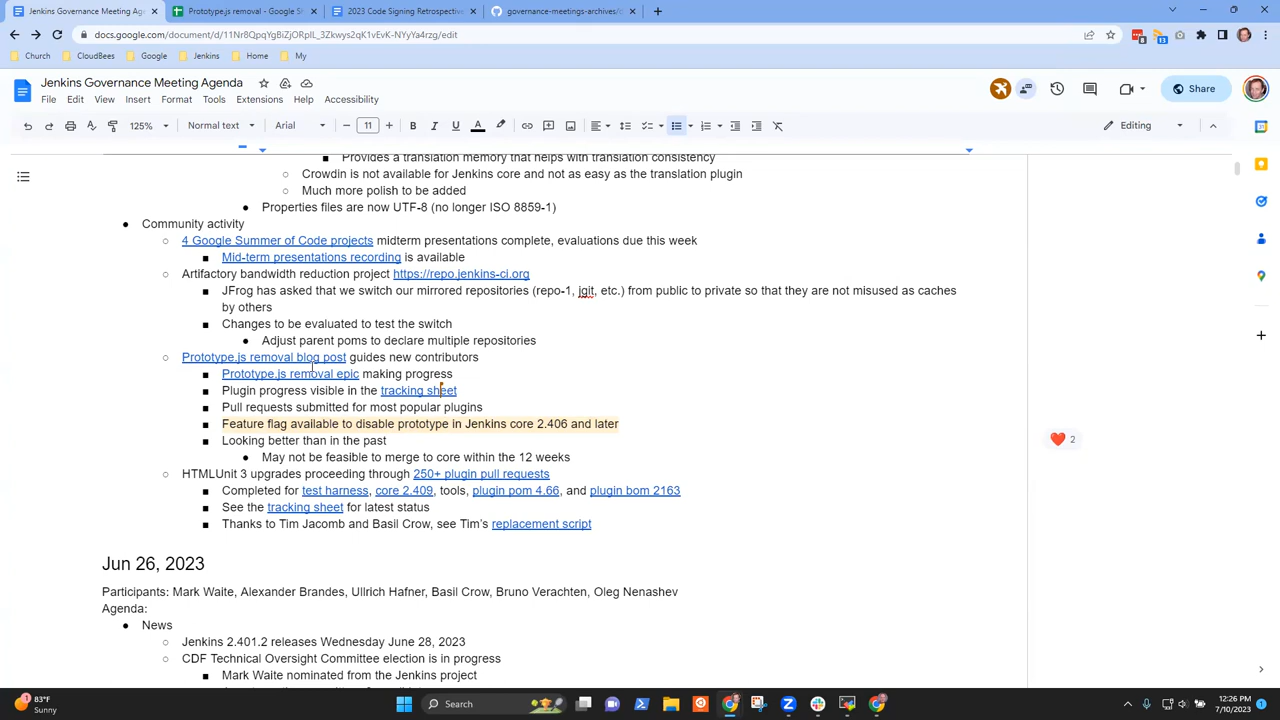 Jenkins Governance Meeting Age
Prototype.js removal - Google Sh
2023 Code Signing Retrospectiv
governance-meetings-archives/
docs.google.com/document/d/11Nr8QpqYgBiZjORplL_3Zkwys2qK1vEvK-NYyYa4rzg/edit
Church
CloudBees
Google
Jenkins
Home
My
Jenkins Governance Meeting Agenda
Share
File Edit View Insert Format Tools Extensions Help Accessibility
125% Normal text Arial 11 B I U A Editing
Provides a translation memory that helps with translation consistency
Crowdin is not available for Jenkins core and not as easy as the translation plugin
Much more polish to be added
Properties files are now UTF-8 (no longer ISO 8859-1)
Community activity
4 Google Summer of Code projects midterm presentations complete, evaluations due this week
Mid-term presentations recording is available
Artifactory bandwidth reduction project https://repo.jenkins-ci.org
JFrog has asked that we switch our mirrored repositories (repo-1, jgit, etc.) from public to private so that they are not misused as caches
by others
Changes to be evaluated to test the switch
Adjust parent poms to declare multiple repositories
Prototype.js removal blog post guides new contributors
Prototype.js removal epic making progress
Plugin progress visible in the tracking sheet
Pull requests submitted for most popular plugins
Feature flag available to disable prototype in Jenkins core 2.406 and later
Looking better than in the past
May not be feasible to merge to core within the 12 weeks
HTMLUnit 3 upgrades proceeding through 250+ plugin pull requests
Completed for test harness, core 2.409, tools, plugin pom 4.66, and plugin bom 2163
See the tracking sheet for latest status
Thanks to Tim Jacomb and Basil Crow, see Tim's replacement script
2
Jun 26, 2023
Participants: Mark Waite, Alexander Brandes, Ullrich Hafner, Basil Crow, Bruno Verachten, Oleg Nenashev
Agenda:
News
Jenkins 2.401.2 releases Wednesday June 28, 2023
CDF Technical Oversight Committee election is in progress
Mark Waite nominated from the Jenkins project
83°F
Sunny
Search
12:26 PM
7/10/2023